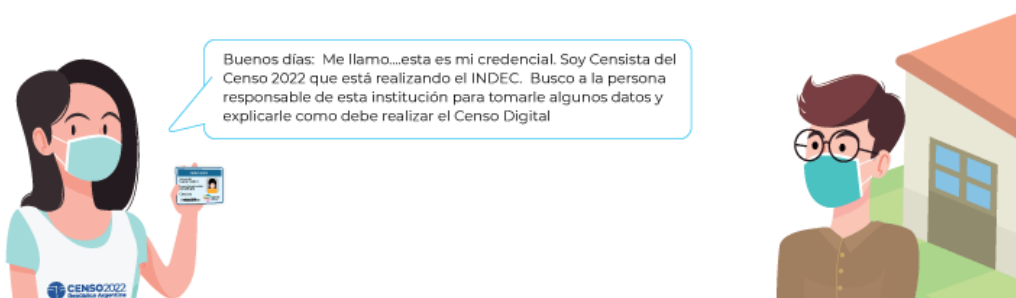 Buenos días:  Me llamo....esta es mi credencial. Soy Censista del
Censo 2022 que está realizando el INDEC.  Busco a la persona
responsable de esta institución para tomarle algunos datos y
explicarle como debe realizar el Censo Digital
CENSO2022
República Argentina